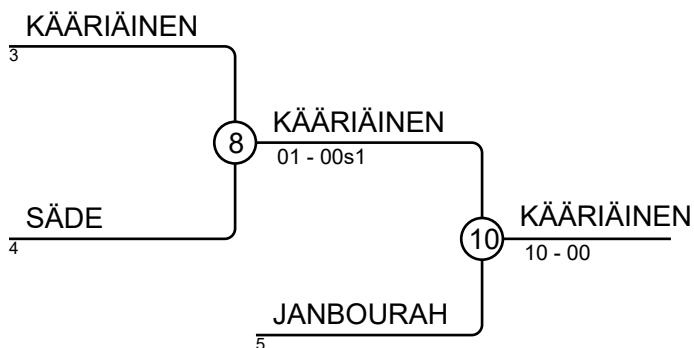 KÄÄRIÄINEN
3
8
KÄÄRIÄINEN
01 - 00s1
SÄDE
4
10
KÄÄRIÄINEN
10 - 00
JANBOURAH
5